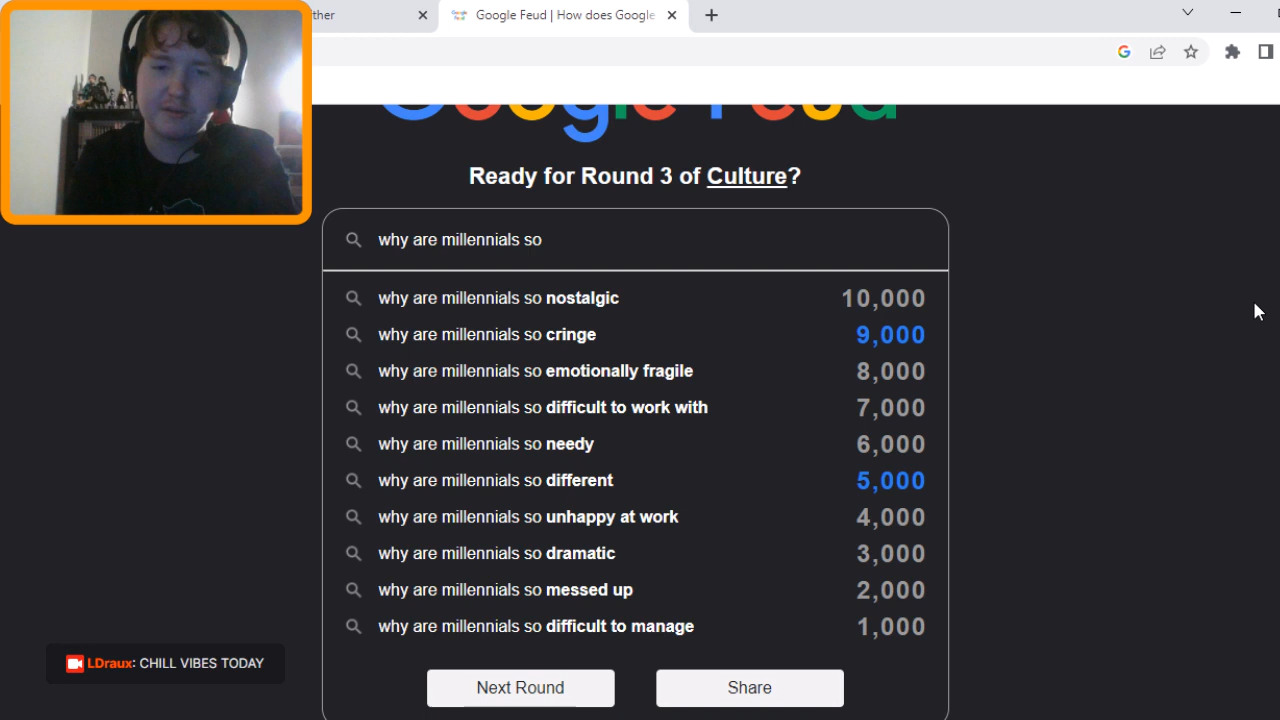 ther
Google Feud | How does Google
Google Feud
Ready for Round 3 of Culture?
why are millennials so
why are millennials so nostalgic 10,000
why are millennials so cringe 9,000
why are millennials so emotionally fragile 8,000
why are millennials so difficult to work with 7,000
why are millennials so needy 6,000
why are millennials so different 5,000
why are millennials so unhappy at work 4,000
why are millennials so dramatic 3,000
why are millennials so messed up 2,000
why are millennials so difficult to manage 1,000
LDraux: CHILL VIBES TODAY
Next Round Share